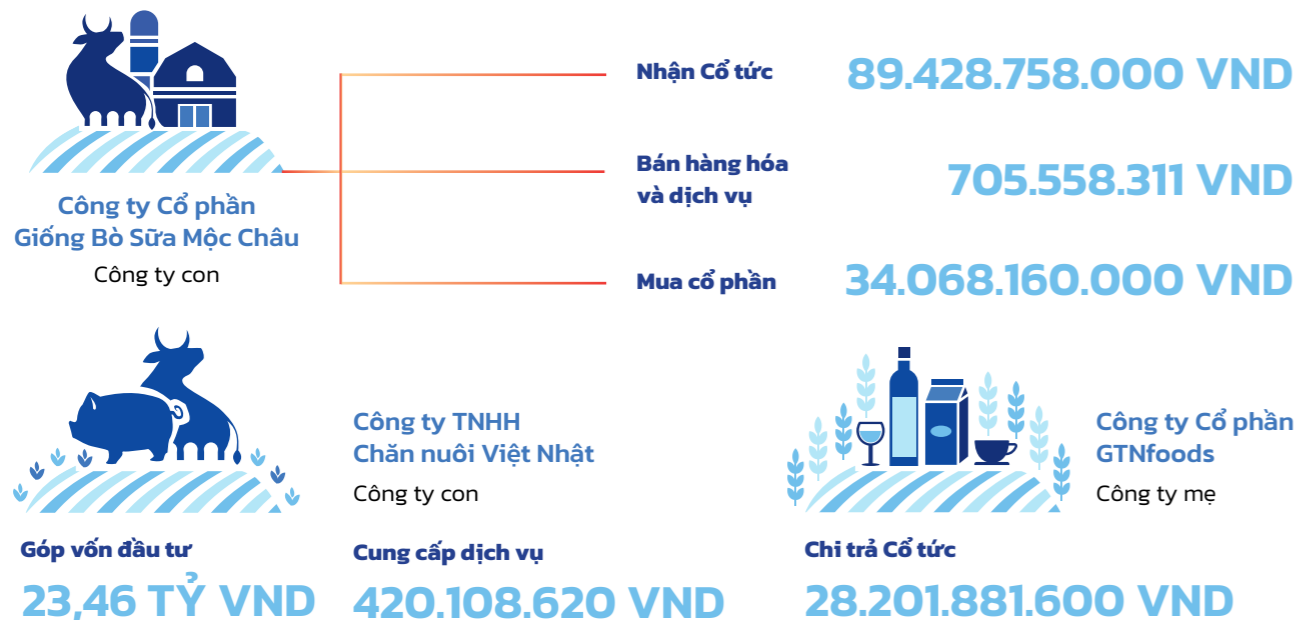 Nhận Cổ tức
89.428.758.000 VND
Bán hàng hóa
và dịch vụ
705.558.311 VND
Mua cổ phần
34.068.160.000 VND
Công ty Cổ phần
Giống Bò Sữa Mộc Châu
Công ty con
Công ty TNHH
Chăn nuôi Việt Nhật
Công ty con
Góp vốn đầu tư
23,46 TỶ VND
Cung cấp dịch vụ
420.108.620 VND
Công ty Cổ phần
GTNfoods
Công ty mẹ
Chi trả Cổ tức
28.201.881.600 VND